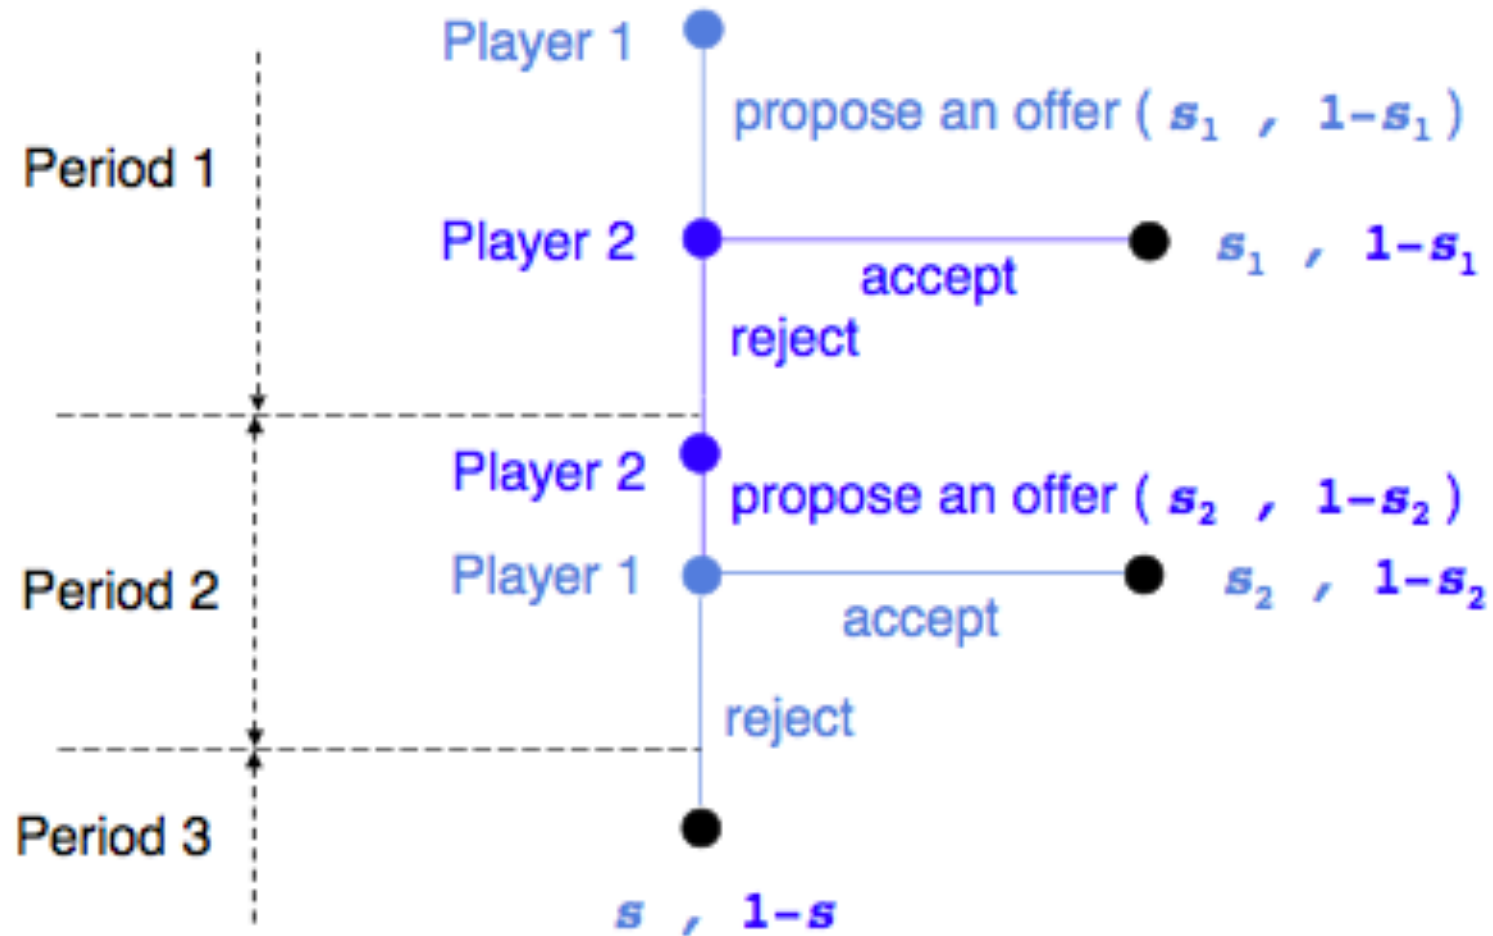 Player 1
propose an offer ( s₁ , 1-s₁ )
Period 1
Player 2
accept
s₁ , 1-s₁
reject
Player 2
propose an offer ( s₂ , 1-s₂ )
Period 2
Player 1
accept
s₂ , 1-s₂
reject
Period 3
s , 1-s